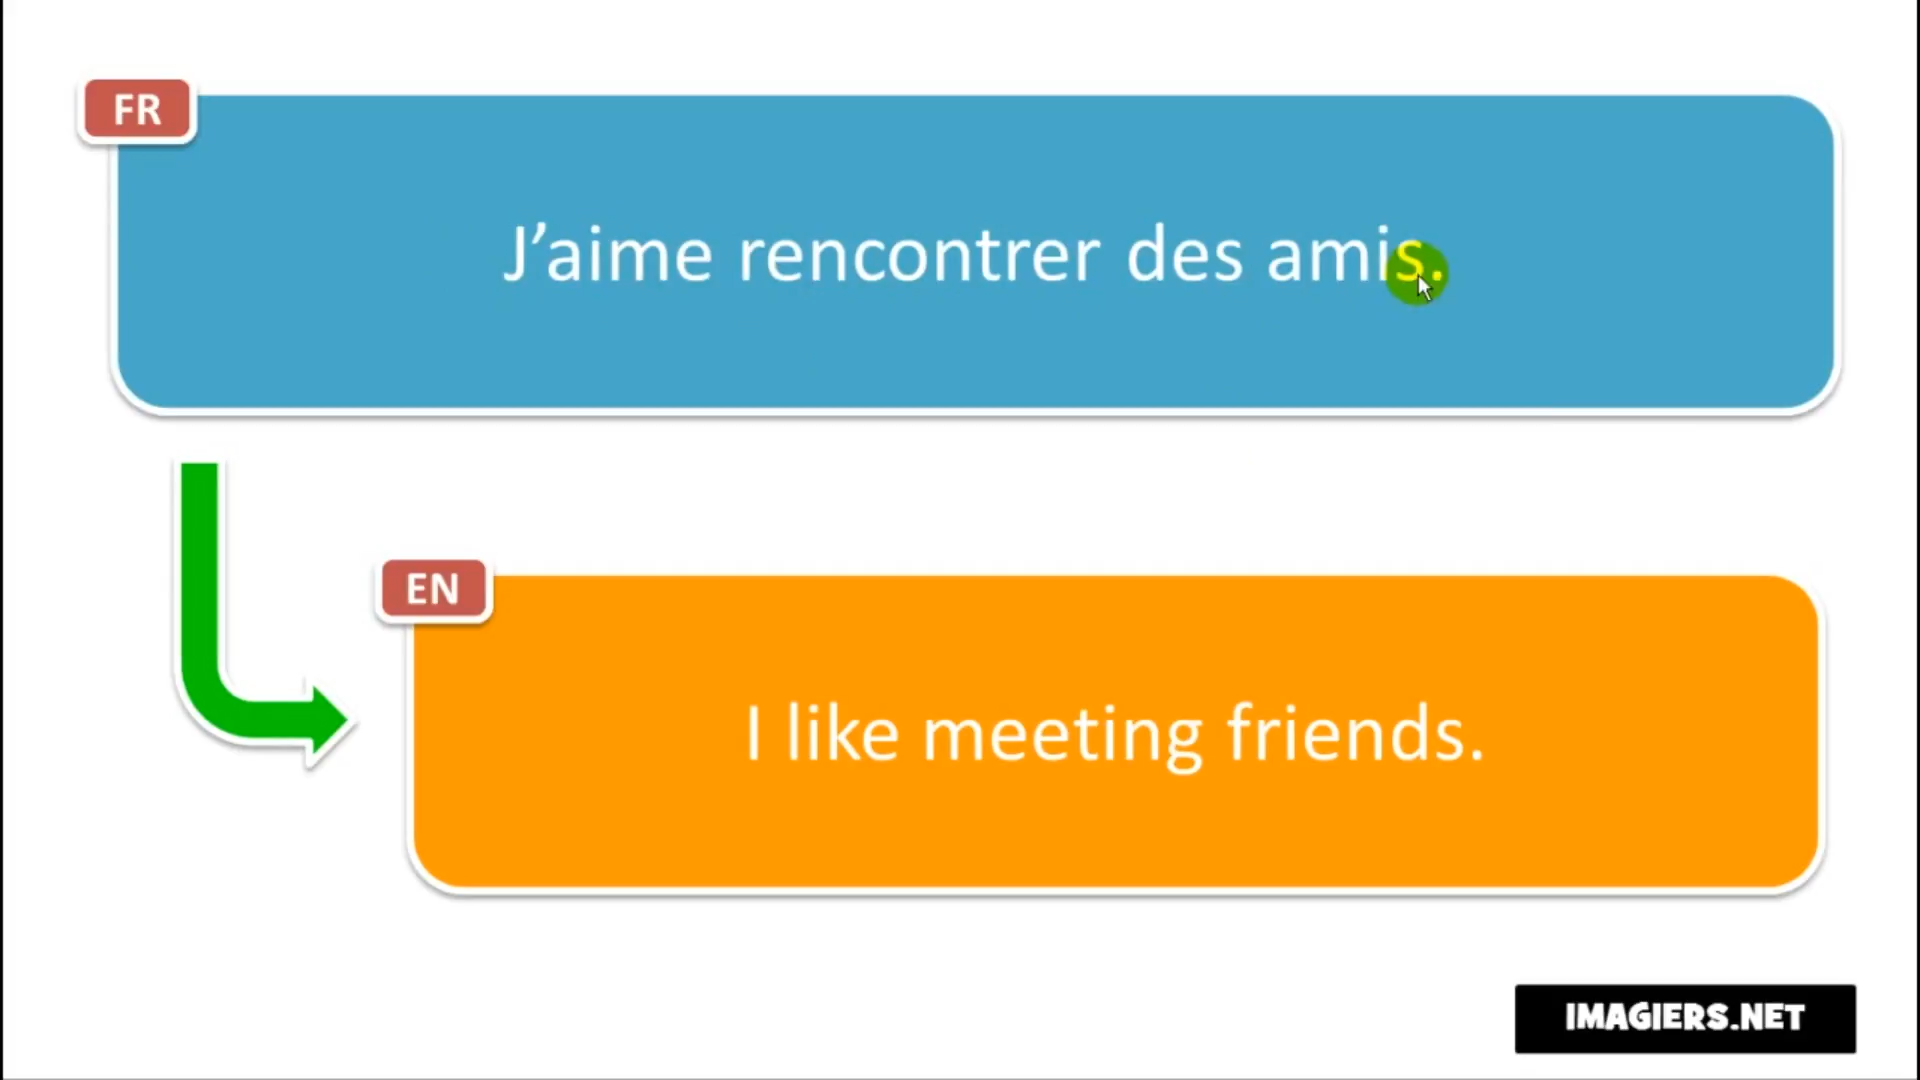 FR
J’aime rencontrer des amis.
EN
I like meeting friends.
IMAGIERS.NET